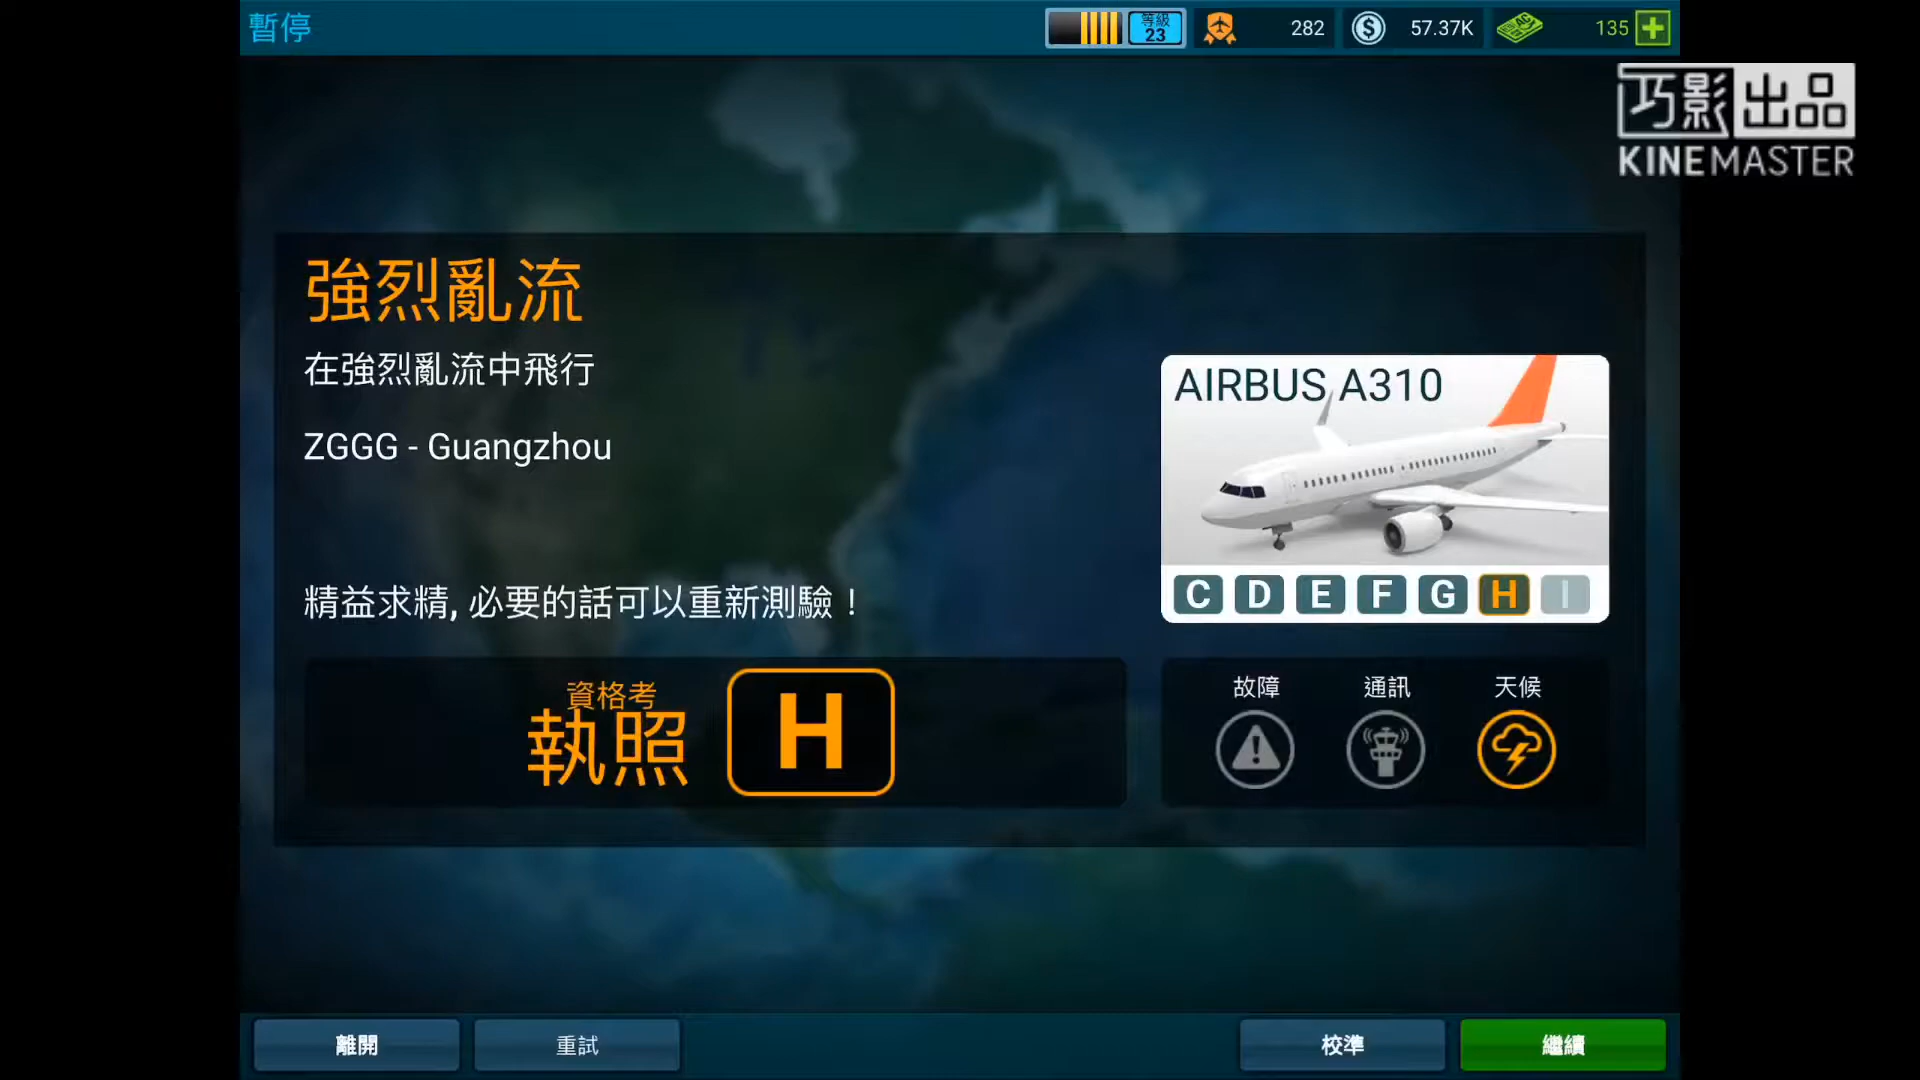 暫停
等級
23
282
57.37K
135
巧影出品
KINEMASTER
強烈亂流
在強烈亂流中飛行
ZGGG - Guangzhou
精益求精, 必要的話可以重新測驗！
AIRBUS A310
C D E F G H I
資格考
執照
H
故障
通訊
天候
離開
重試
校準
繼續